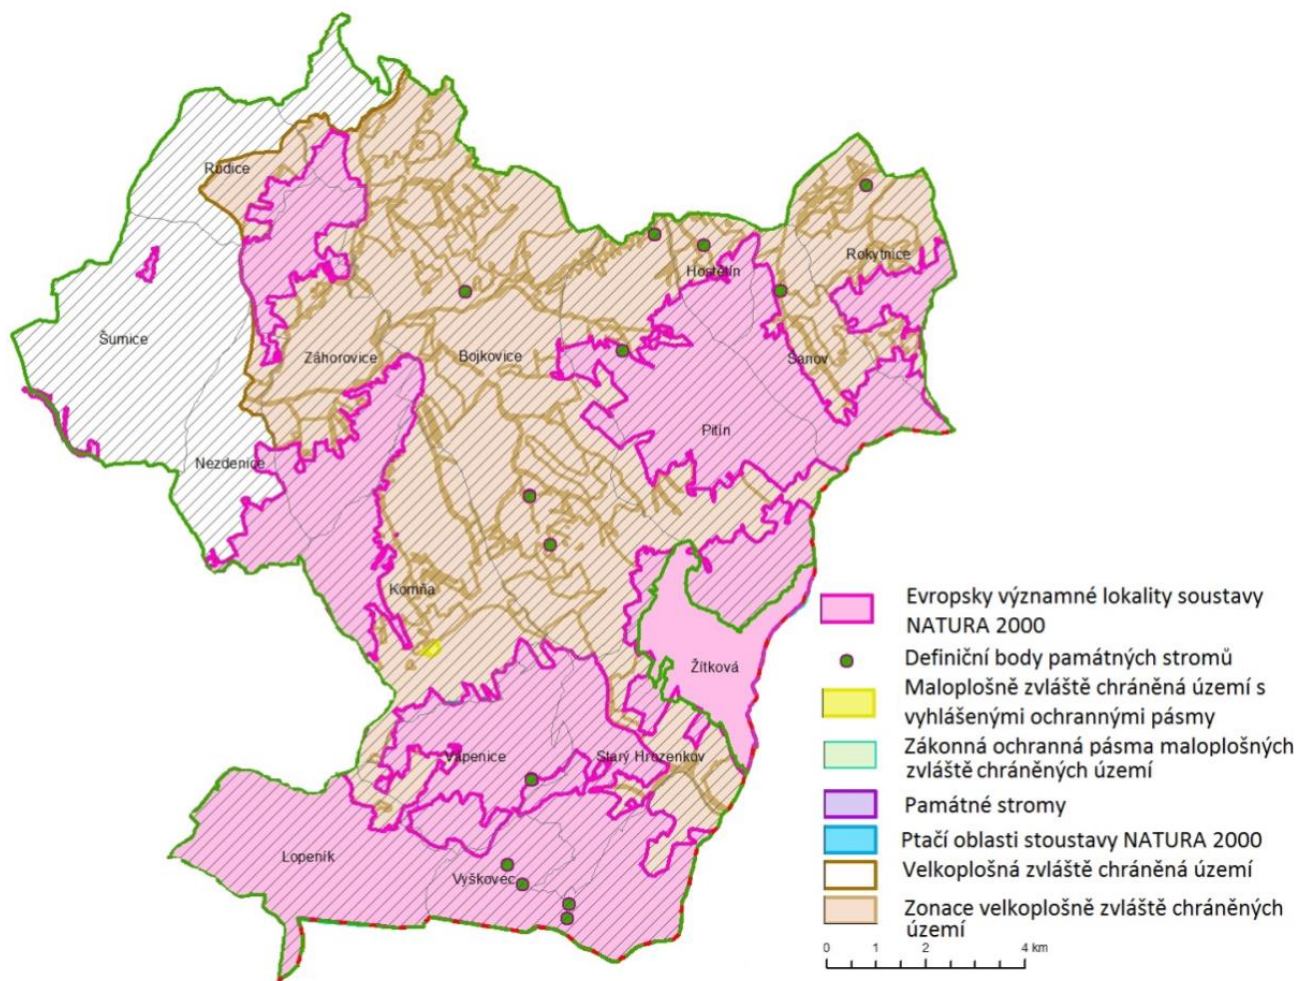 Rudice
Rokytnice
Hostětín
Šumice
Záhorovice
Bojkovice
Šanov
Pitín
Nezdenice
Komňa
Žítková
Vápenice
Starý Hrozenkov
Lopeník
Vyškovec
Evropsky významné lokality soustavy
NATURA 2000
Definiční body památných stromů
Maloplošně zvláště chráněná území s
vyhlášenými ochrannými pásmy
Zákonná ochranná pásma maloplošných
zvláště chráněných území
Památné stromy
Ptačí oblasti stoustavy NATURA 2000
Velkoplošná zvláště chráněná území
Zonace velkoplošně zvláště chráněných
území
0 1 2 4 km